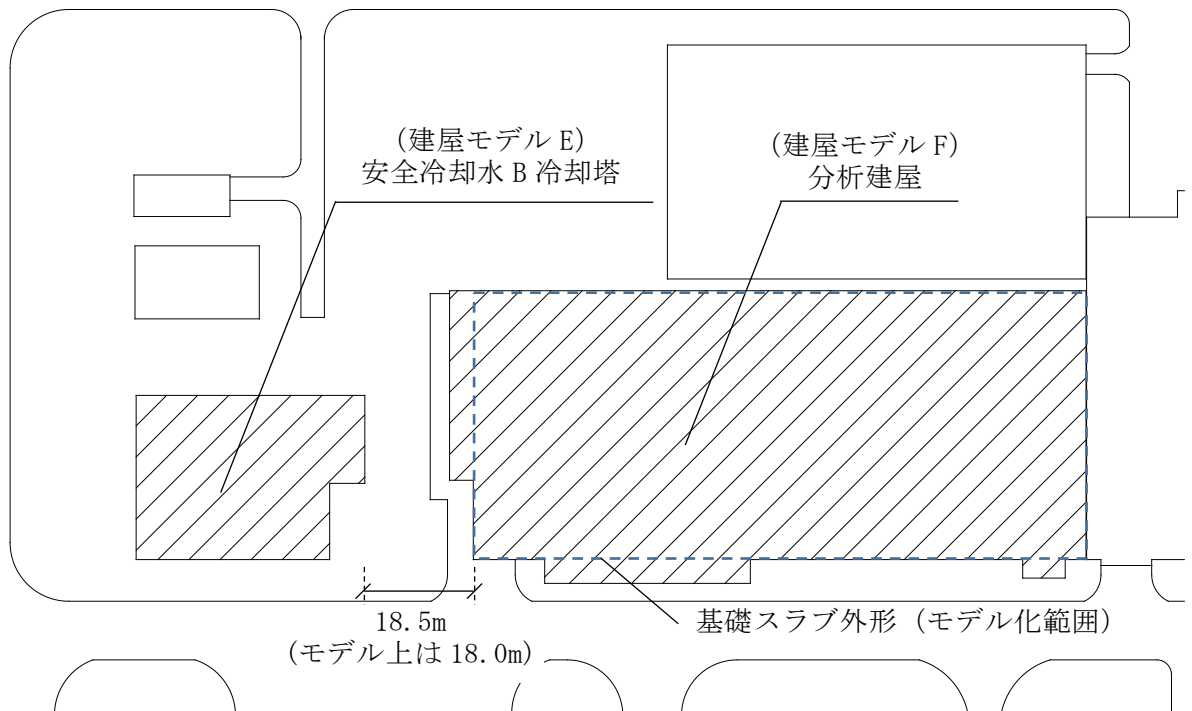 (建屋モデル E)
安全冷却水 B 冷却塔
(建屋モデル F)
分析建屋
18.5m
(モデル上は 18.0m)
基礎スラブ外形（モデル化範囲）